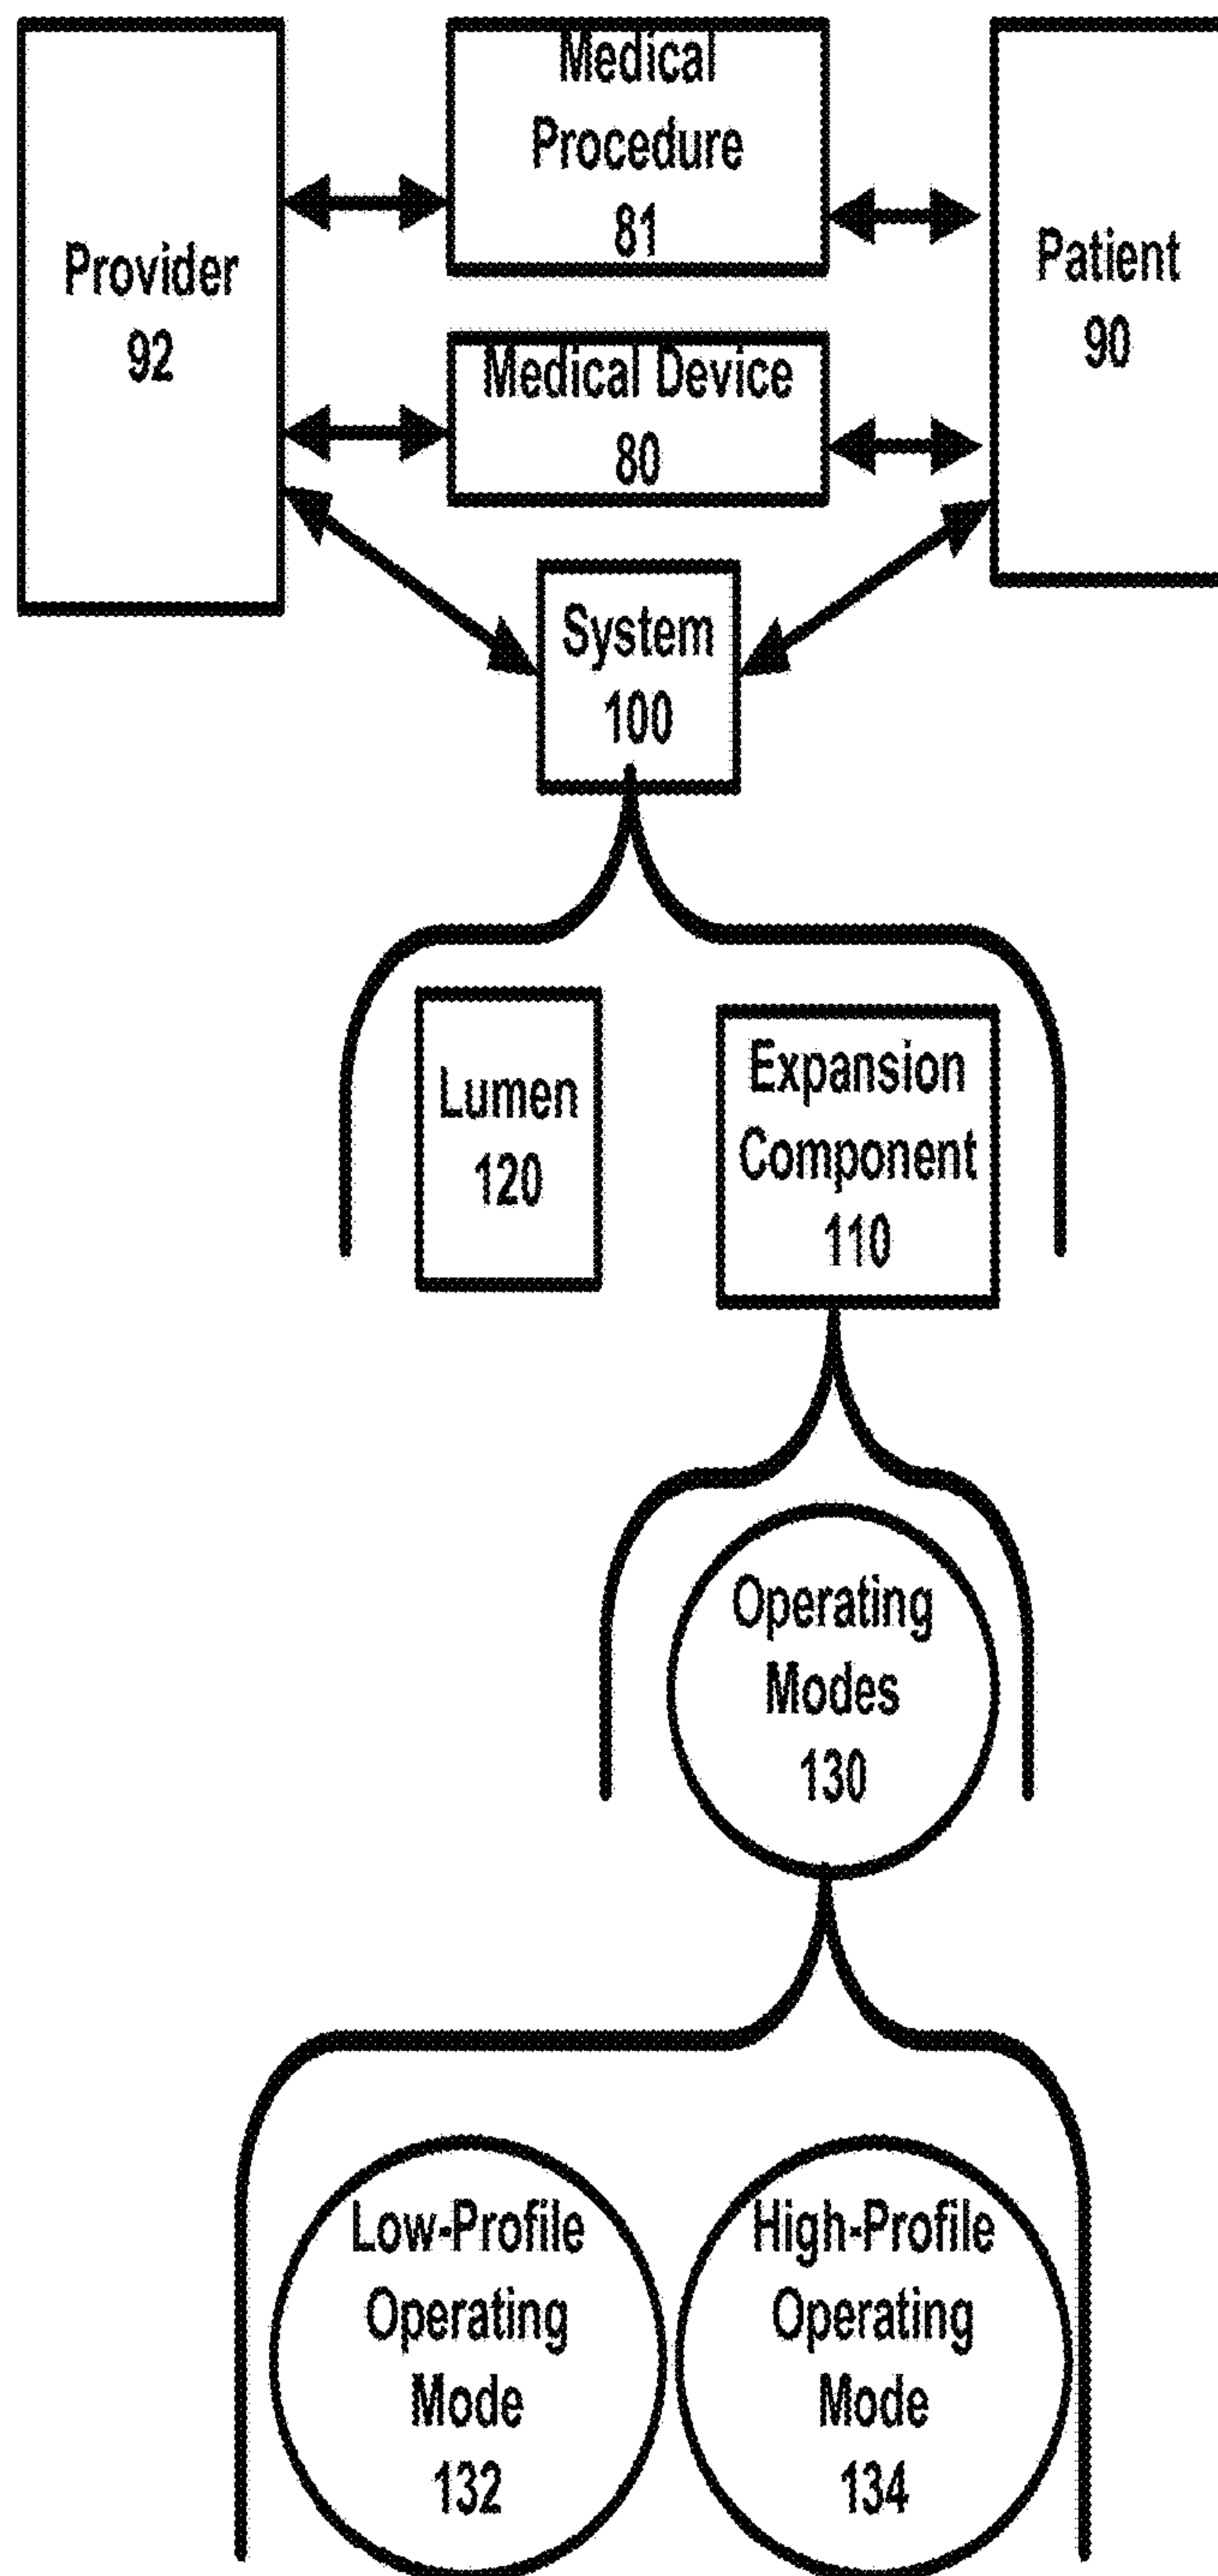 Medical
Procedure
81
Provider
92
Patient
90
Medical Device
80
System
100
Lumen
120
Expansion
Component
110
Operating
Modes
130
Low-Profile
Operating
Mode
132
High-Profile
Operating
Mode
134